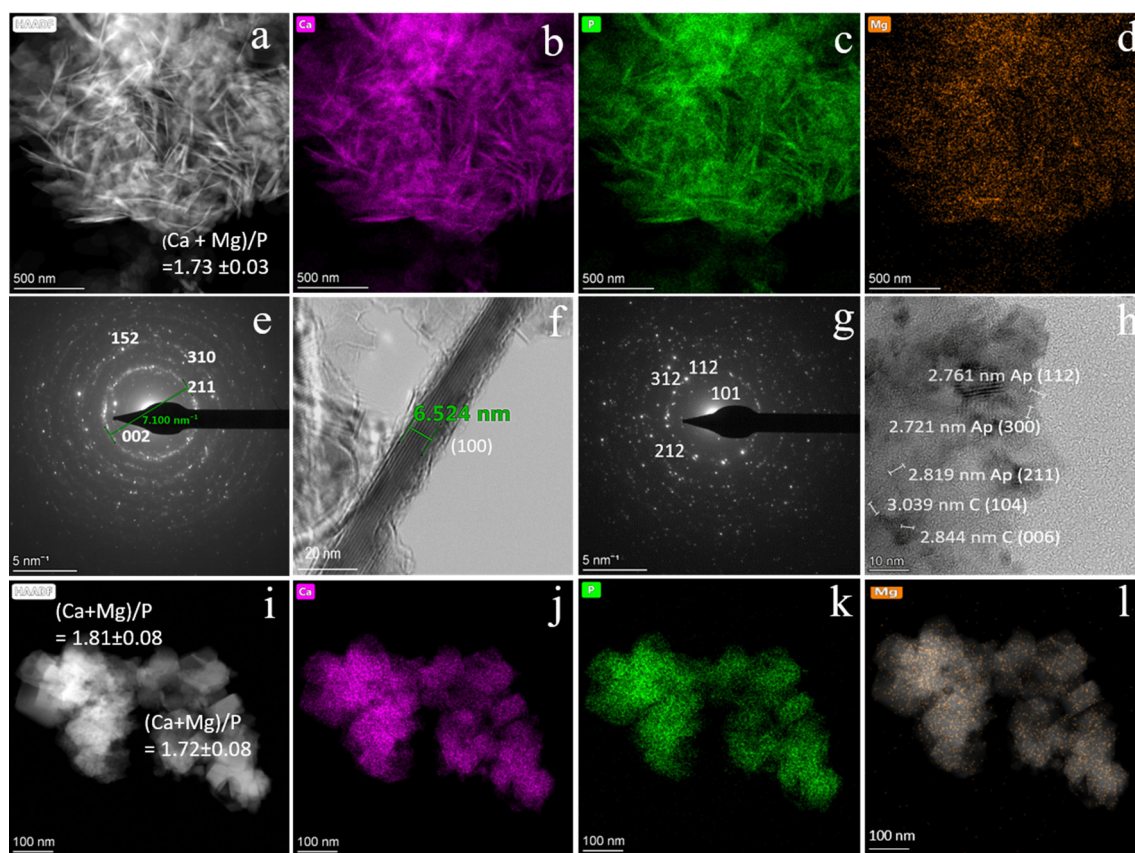 HAADF
a
(Ca + Mg)/P
=1.73 ±0.03
500 nm
Ca
b
500 nm
P
c
500 nm
Mg
d
500 nm
e
152
310
211
7.100 nm⁻¹
002
5 nm⁻¹
f
6.524 nm
(100)
20 nm
g
112
312
101
212
5 nm⁻¹
h
2.761 nm Ap (112)
2.721 nm Ap (300)
2.819 nm Ap (211)
3.039 nm C (104)
2.844 nm C (006)
10 nm
HAADF
i
(Ca+Mg)/P
= 1.81±0.08
(Ca+Mg)/P
= 1.72±0.08
100 nm
Ca
j
100 nm
P
k
100 nm
Mg
l
100 nm